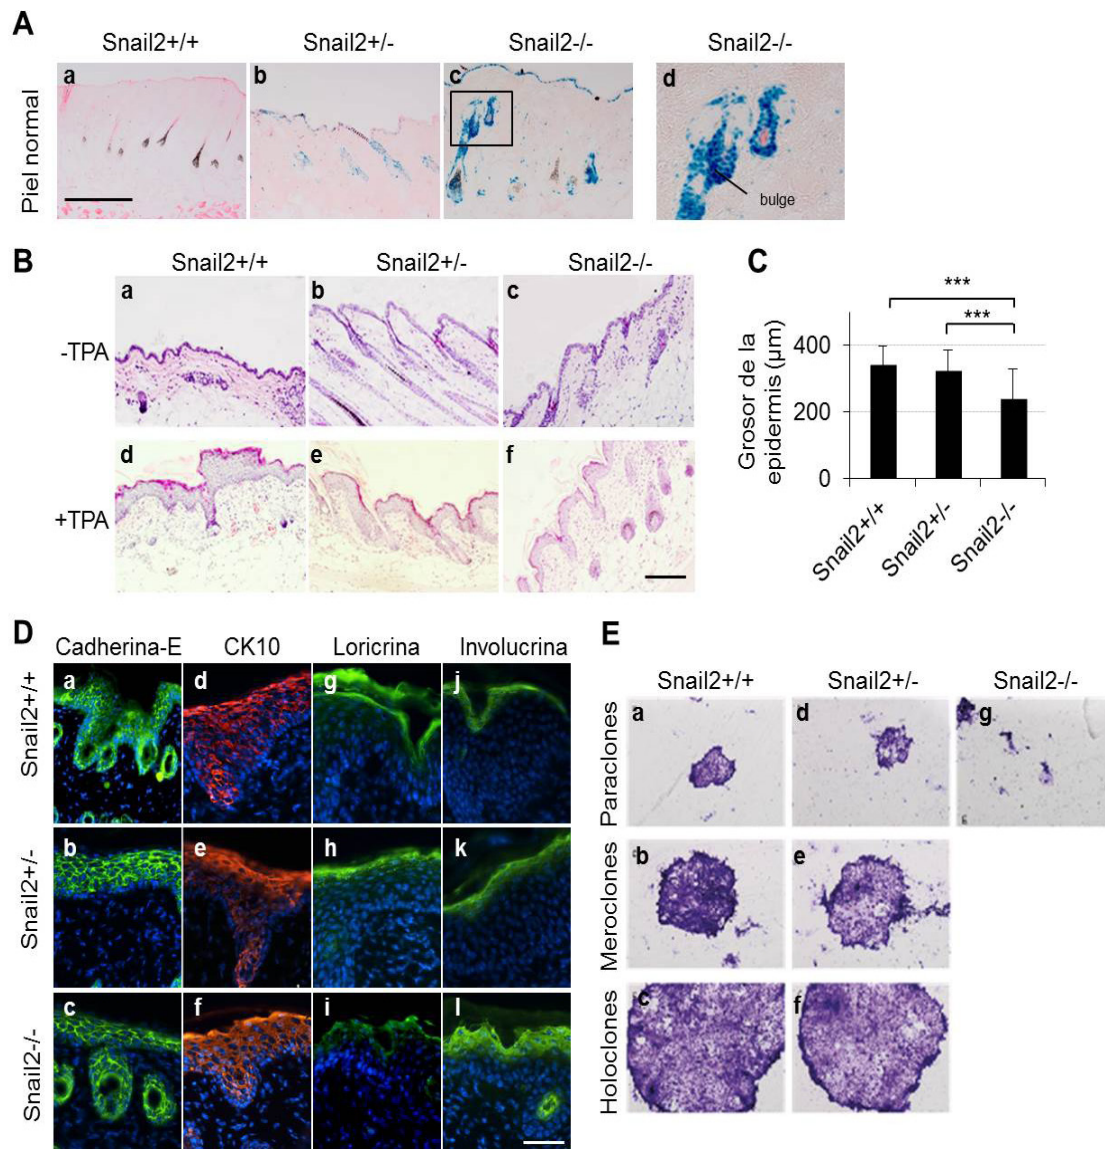 A
Snail2+/+ Snail2+/- Snail2-/- Snail2-/-
Piel normal
a b c d
bulge
B
Snail2+/+ Snail2+/- Snail2-/-
a b c
-TPA
d e f
+TPA
C
*** 
***
Grosor de la
epidermis (µm)
400
200
0
Snail2+/+ Snail2+/- Snail2-/-
D
Cadherina-E CK10 Loricrina Involucrina
Snail2+/+
a d g j
Snail2+/-
b e h k
Snail2-/-
c f i l
E
Snail2+/+ Snail2+/- Snail2-/-
Paraclones
a d g
Meroclones
b e
Holoclones
c f